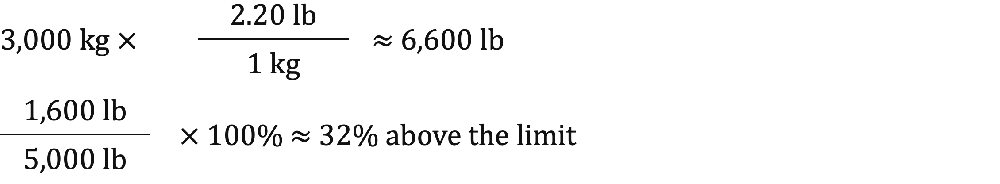 3,000 kg × 2.20 lb / 1 kg ≈ 6,600 lb
1,600 lb / 5,000 lb × 100% ≈ 32% above the limit